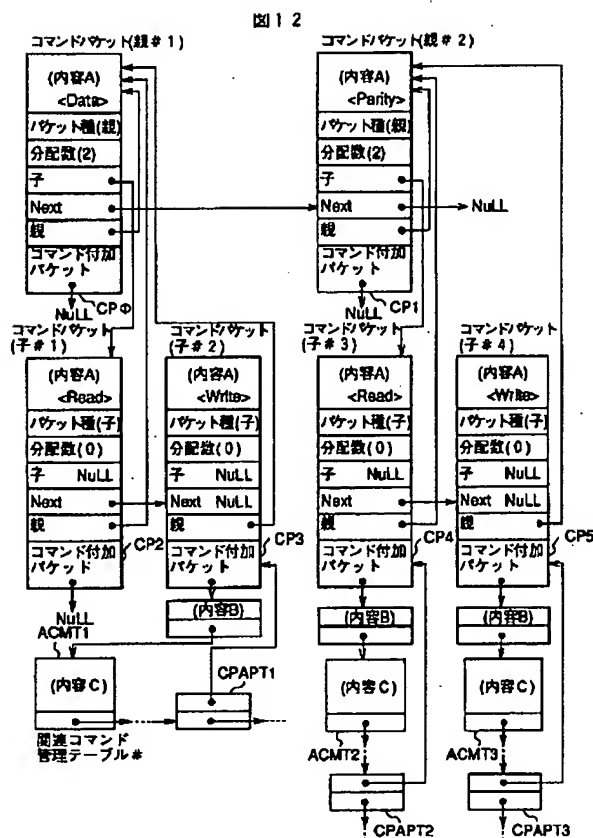 図12
コマンドパケット(親#1)
(内容A)
<Data>
パケット種(親)
分配数(2)
子
Next
親
コマンド付加
パケット
CPΦ
NuLL
コマンドパケット(親#2)
(内容A)
<Parity>
パケット種(親)
分配数(2)
子
Next
NuLL
親
コマンド付加
パケット
CP1
NuLL
コマンドパケット
(子#1)
(内容A)
<Read>
パケット種(子)
分配数(0)
子 NuLL
Next
親
コマンド付加
パケット
CP2
NuLL
コマンドパケット
(子#2)
(内容A)
<Write>
パケット種(子)
分配数(0)
子 NuLL
Next NuLL
親
コマンド付加
パケット
CP3
(内容B)
コマンドパケット
(子#3)
(内容A)
<Read>
パケット種(子)
分配数(0)
子 NuLL
Next
親
コマンド付加
パケット
CP4
(内容B)
コマンドパケット
(子#4)
(内容A)
<Write>
パケット種(子)
分配数(0)
子 NuLL
Next NuLL
親
コマンド付加
パケット
CP5
(内容B)
ACMT1
(内容C)
関連コマンド
管理テーブル#
CPAPT1
(内容C)
ACMT2
CPAPT2
(内容C)
ACMT3
CPAPT3